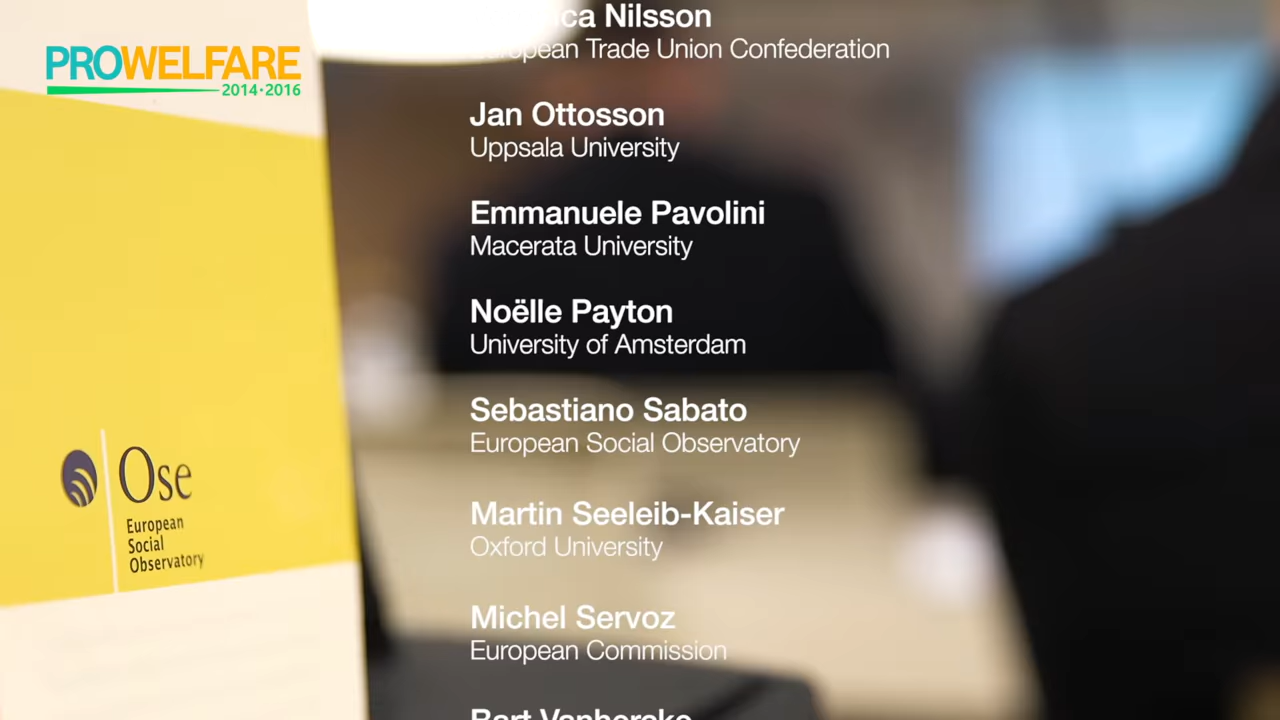 PROWELFARE
2014·2016
Nilsson
European Trade Union Confederation
Jan Ottosson
Uppsala University
Emmanuele Pavolini
Macerata University
Noëlle Payton
University of Amsterdam
Sebastiano Sabato
European Social Observatory
Martin Seeleib-Kaiser
Oxford University
Michel Servoz
European Commission
Bart
Ose
European
Social
Observatory